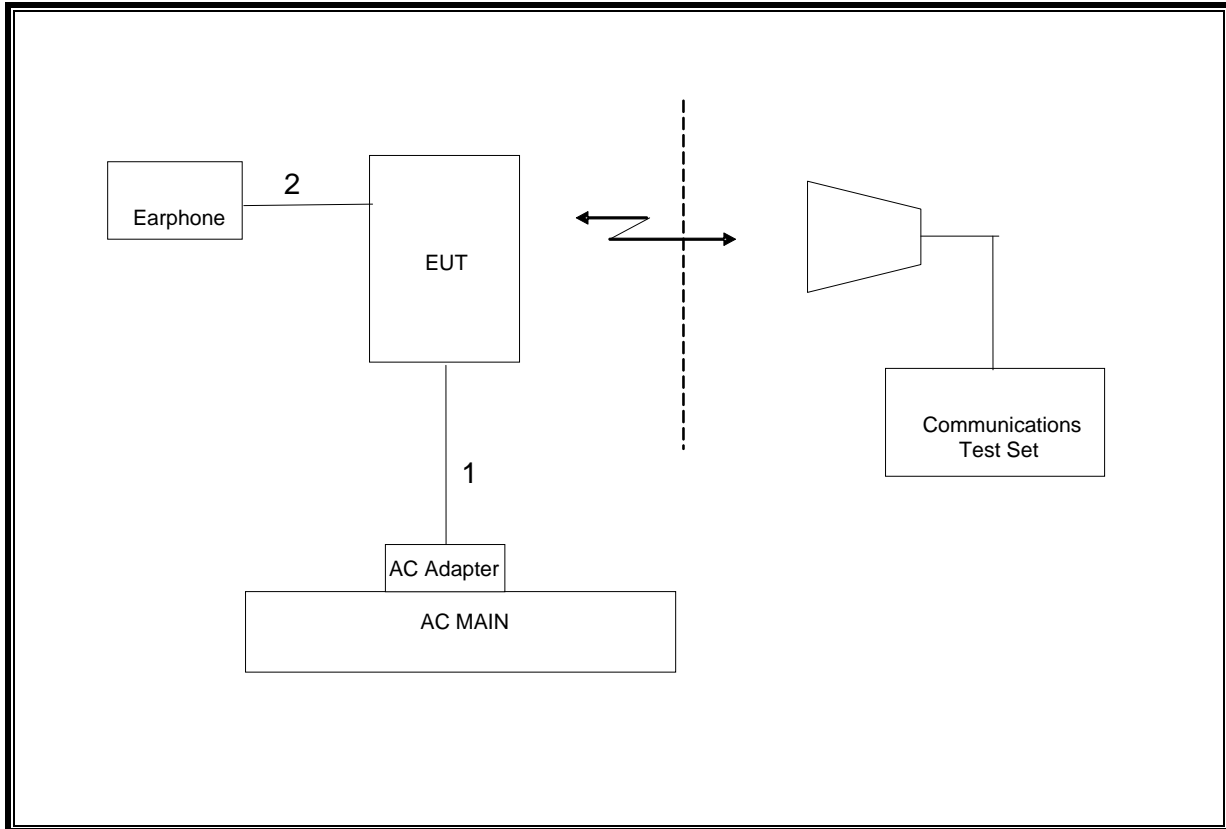 2
Earphone
EUT
Communications
Test Set
1
AC Adapter
AC MAIN